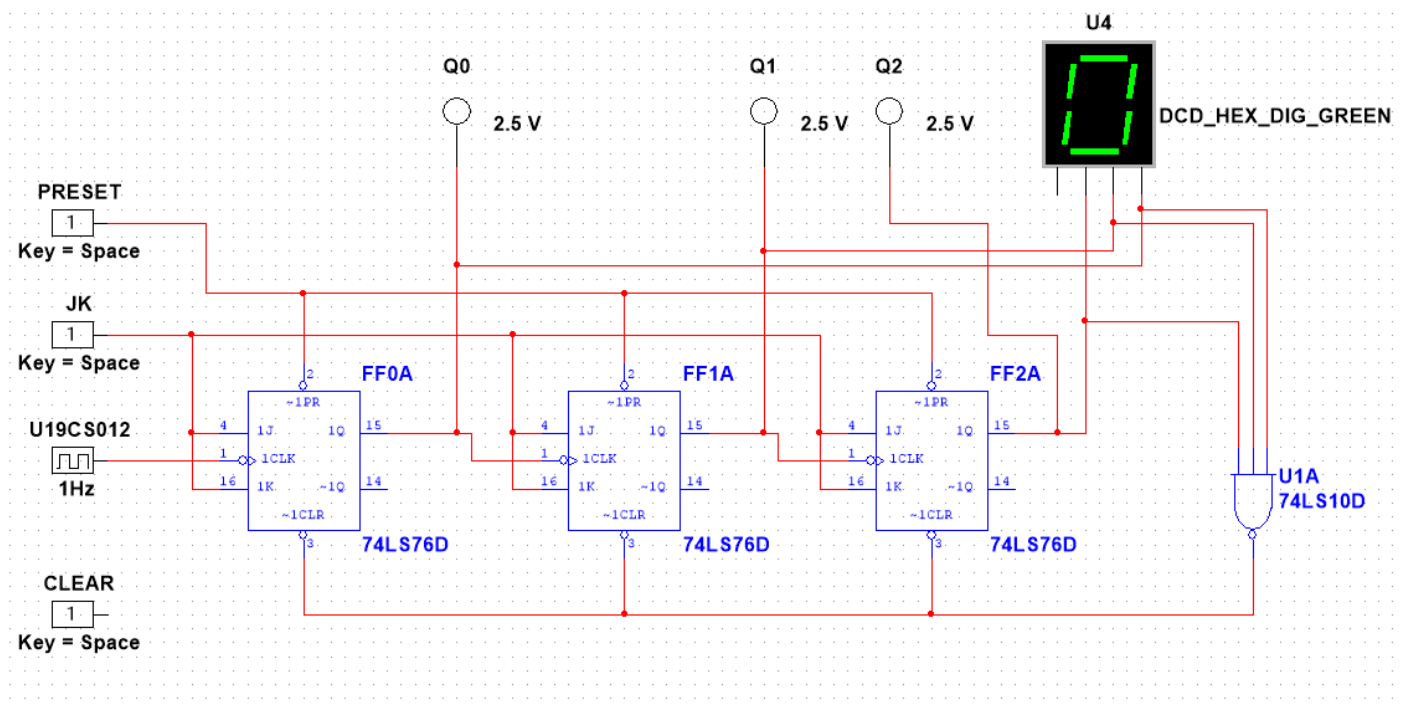 U4
Q0
Q1
Q2
2.5 V
2.5 V
2.5 V
DCD_HEX_DIG_GREEN
PRESET
1
Key = Space
JK
1
Key = Space
FF0A
FF1A
FF2A
2
2
2
~1PR
~1PR
~1PR
4
1J
1Q
15
4
1J
1Q
15
4
1J
1Q
15
U19CS012
1
1CLK
1
1CLK
1
1CLK
1Hz
16
1K
~1Q
14
16
1K
~1Q
14
16
1K
~1Q
14
U1A
74LS10D
~1CLR
~1CLR
~1CLR
3
3
3
74LS76D
74LS76D
74LS76D
CLEAR
1
Key = Space
0